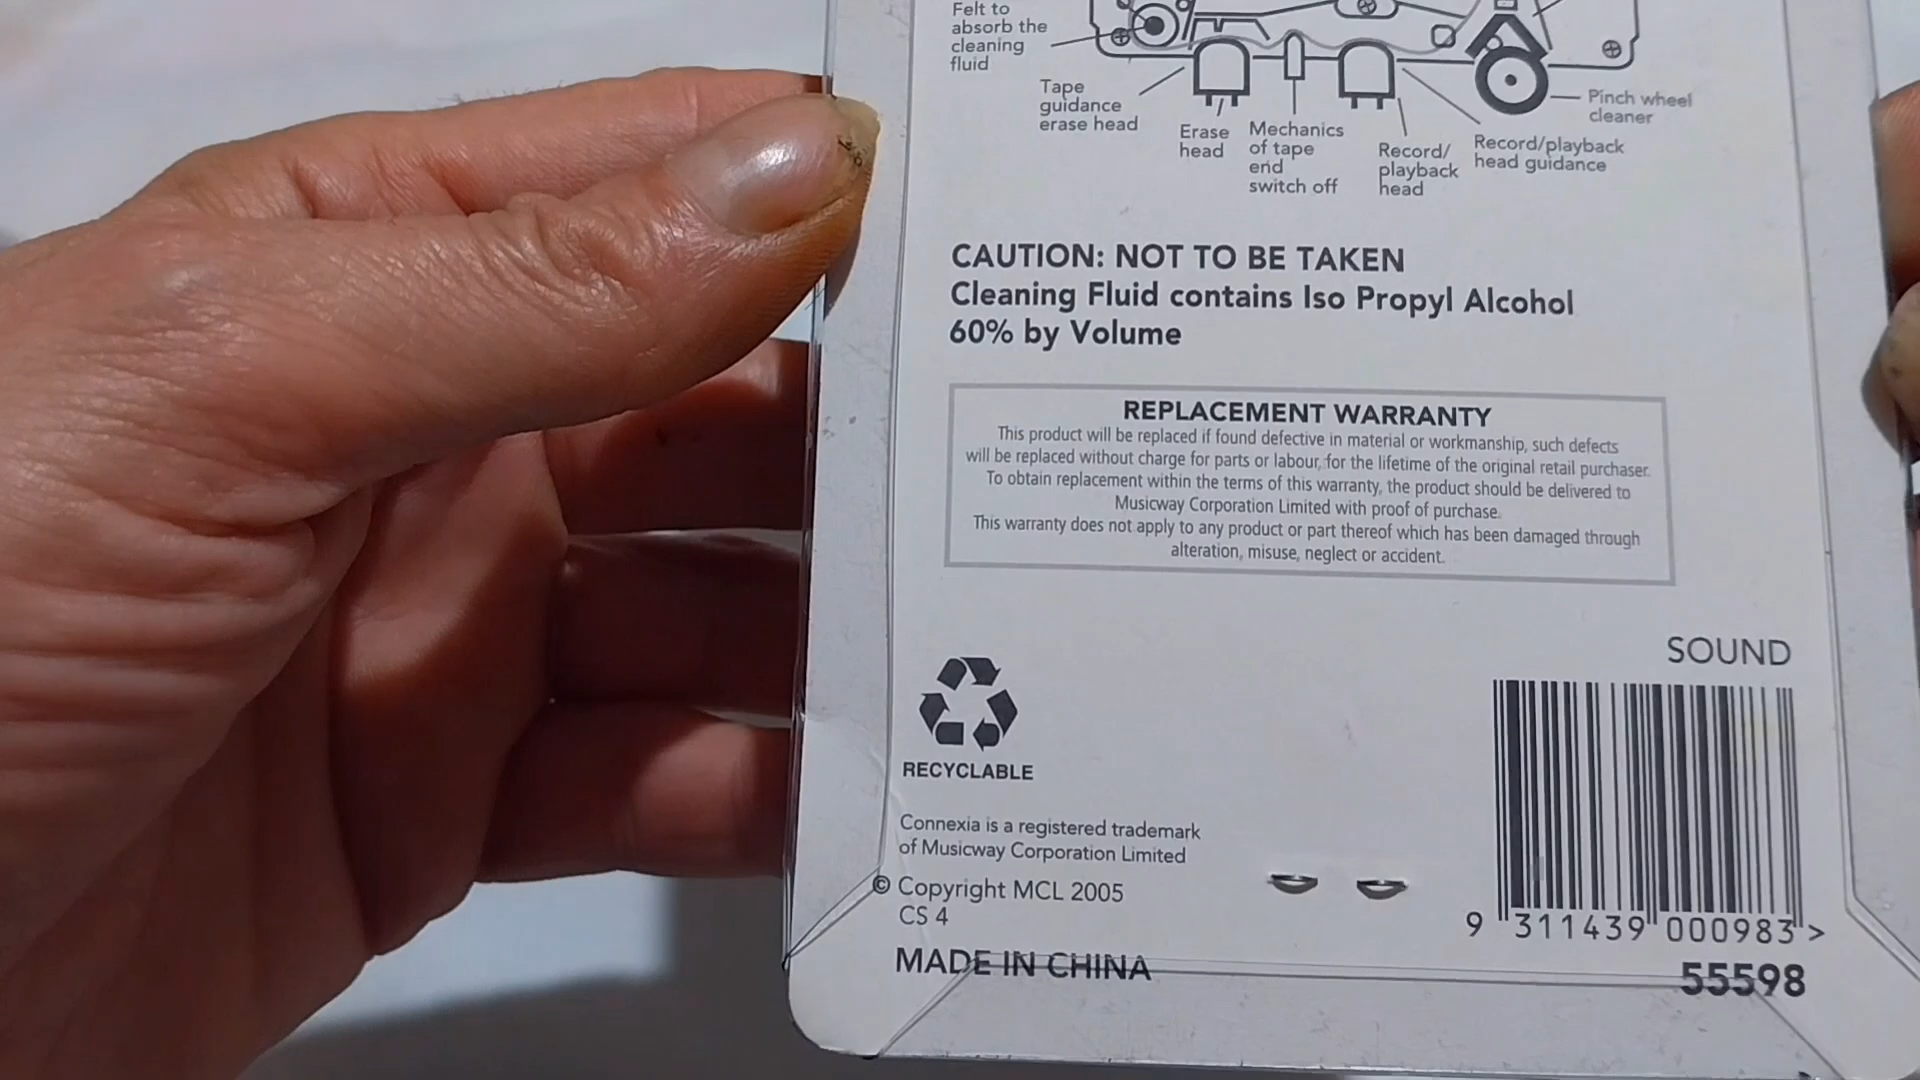 Felt to
absorb the
cleaning
fluid
Tape
guidance
erase head
Erase
head
Mechanics
of tape
end
switch off
Record/
playback
head
Record/playback
head guidance
Pinch wheel
cleaner
CAUTION: NOT TO BE TAKEN
Cleaning Fluid contains Iso Propyl Alcohol
60% by Volume
REPLACEMENT WARRANTY
This product will be replaced if found defective in material or workmanship, such defects
will be replaced without charge for parts or labour, for the lifetime of the original retail purchaser.
To obtain replacement within the terms of this warranty, the product should be delivered to
Musicway Corporation Limited with proof of purchase.
This warranty does not apply to any product or part thereof which has been damaged through
alteration, misuse, neglect or accident.
SOUND
RECYCLABLE
Connexia is a registered trademark
of Musicway Corporation Limited
© Copyright MCL 2005
CS 4
9 311439 000983 >
MADE IN CHINA
55598